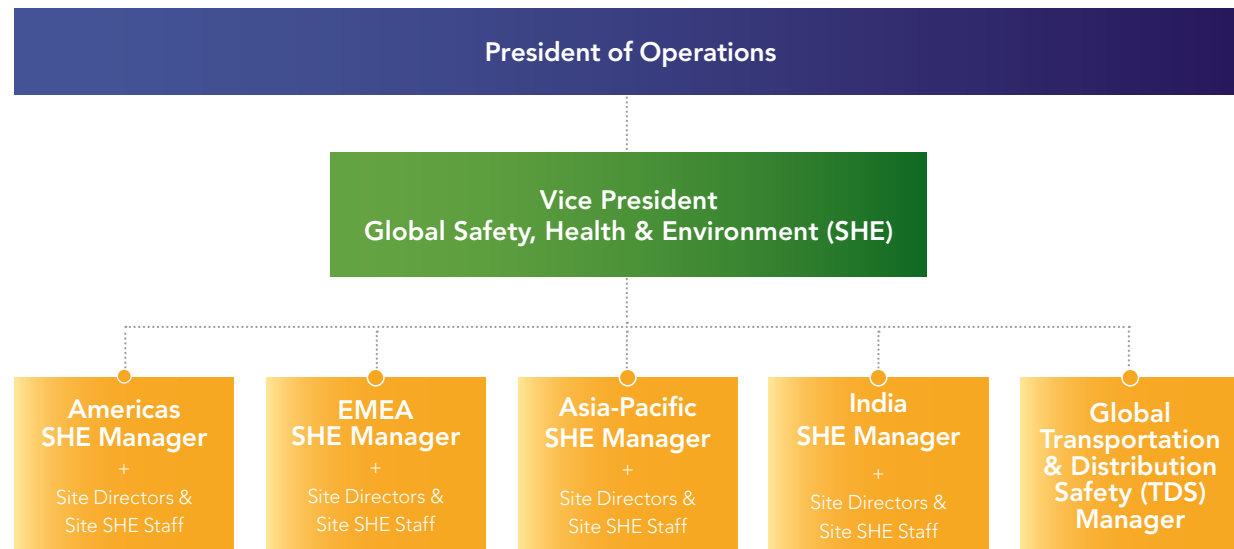 President of Operations
Vice President
Global Safety, Health & Environment (SHE)
Americas
SHE Manager
+
Site Directors &
Site SHE Staff
EMEA
SHE Manager
+
Site Directors &
Site SHE Staff
Asia-Pacific
SHE Manager
+
Site Directors &
Site SHE Staff
India
SHE Manager
+
Site Directors &
Site SHE Staff
Global
Transportation
& Distribution
Safety (TDS)
Manager